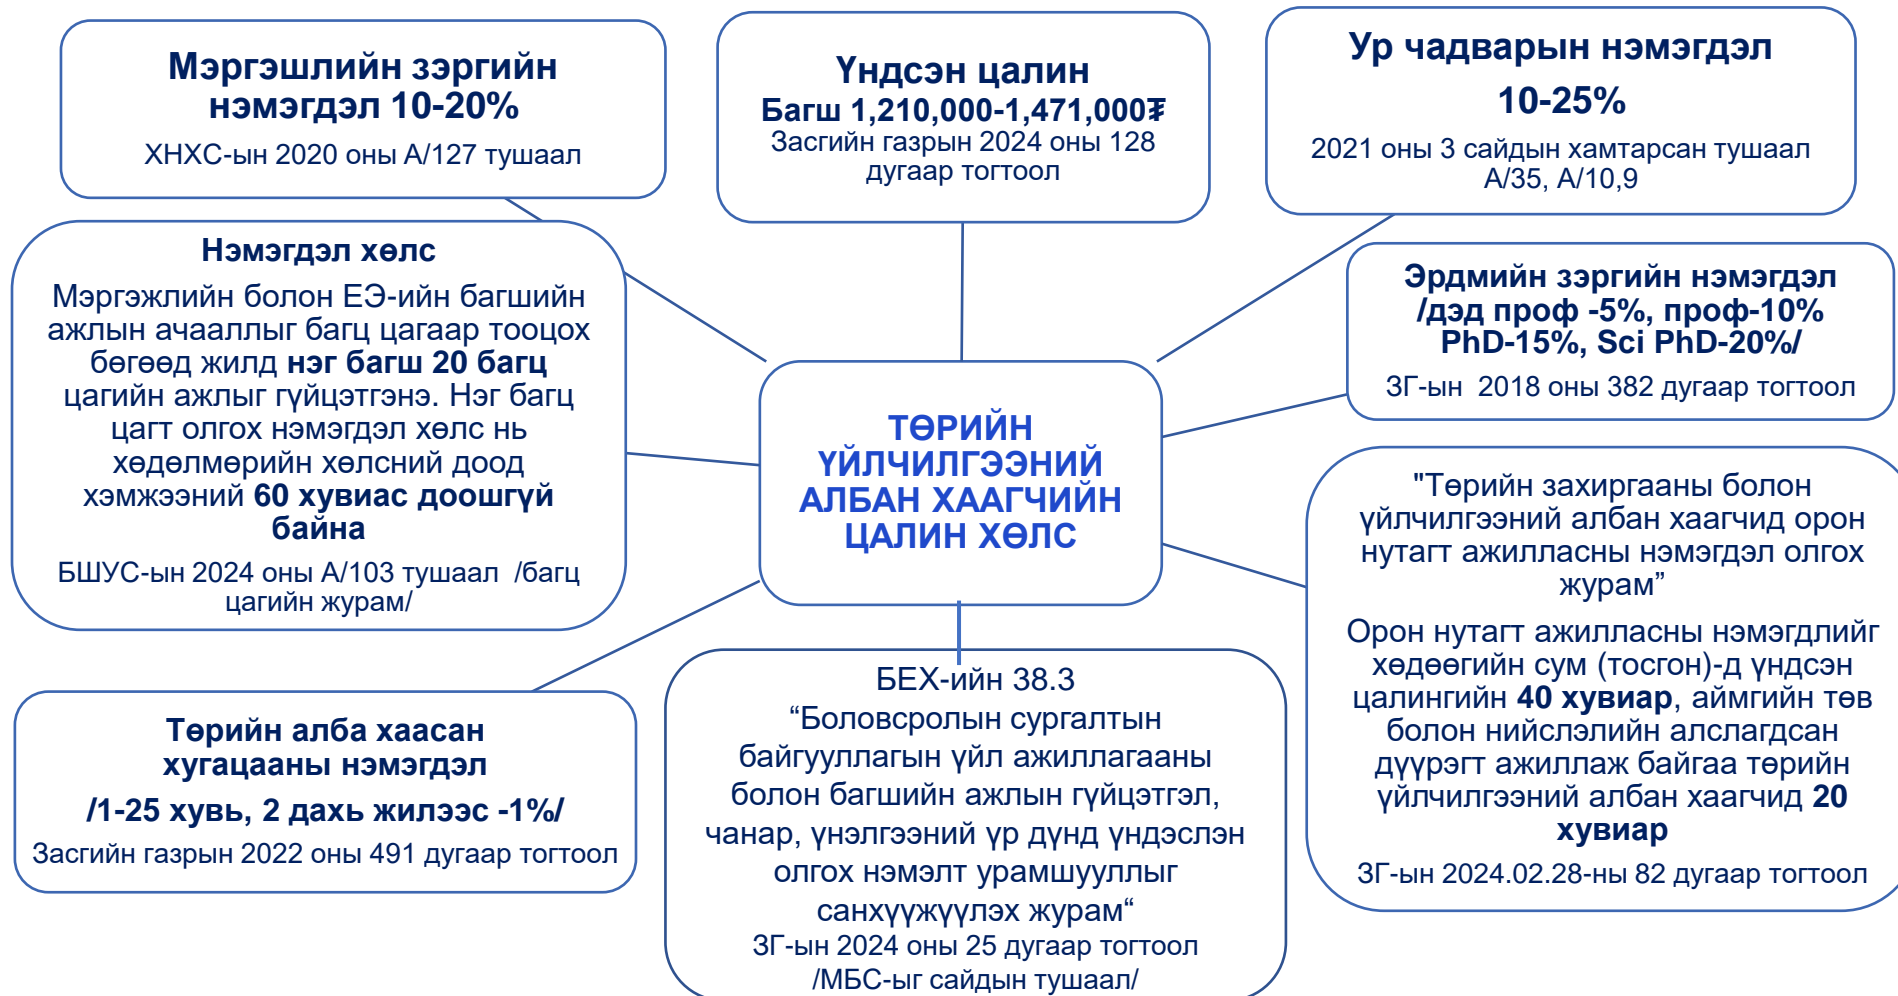 Мэргэшлийн зэргийн
нэмэгдэл 10-20%
ХНХС-ын 2020 оны А/127 тушаал
Үндсэн цалин
Багш 1,210,000-1,471,000₮
Засгийн газрын 2024 оны 128
дугаар тогтоол
Ур чадварын нэмэгдэл
10-25%
2021 оны 3 сайдын хамтарсан тушаал
А/35, А/10,9
Нэмэгдэл хөлс
Мэргэжлийн болон ЕЭ-ийн багшийн
ажлын ачааллыг багц цагаар тооцох
бөгөөд жилд нэг багш 20 багц
цагийн ажлыг гүйцэтгэнэ. Нэг багц
цагт олгох нэмэгдэл хөлс нь
хөдөлмөрийн хөлсний доод
хэмжээний 60 хувиас доошгүй
байна
БШУС-ын 2024 оны А/103 тушаал /багц
цагийн журам/
Эрдмийн зэргийн нэмэгдэл
/дэд проф -5%, проф-10%
PhD-15%, Sci PhD-20%/
ЗГ-ын 2018 оны 382 дугаар тогтоол
ТӨРИЙН
ҮЙЛЧИЛГЭЭНИЙ
АЛБАН ХААГЧИЙН
ЦАЛИН ХӨЛС
"Төрийн захиргааны болон
үйлчилгээний албан хаагчид орон
нутагт ажилласны нэмэгдэл олгох
журам”
Орон нутагт ажилласны нэмэгдлийг
хөдөөгийн сум (тосгон)-д үндсэн
цалингийн 40 хувиар, аймгийн төв
болон нийслэлийн алслагдсан
дүүрэгт ажиллаж байгаа төрийн
үйлчилгээний албан хаагчид 20
хувиар
ЗГ-ын 2024.02.28-ны 82 дугаар тогтоол
Төрийн алба хаасан
хугацааны нэмэгдэл
/1-25 хувь, 2 дахь жилээс -1%/
Засгийн газрын 2022 оны 491 дугаар тогтоол
БЕХ-ийн 38.3
“Боловсролын сургалтын
байгууллагын үйл ажиллагааны
болон багшийн ажлын гүйцэтгэл,
чанар, үнэлгээний үр дүнд үндэслэн
олгох нэмэлт урамшууллыг
санхүүжүүлэх журам“
ЗГ-ын 2024 оны 25 дугаар тогтоол
/МБС-ыг сайдын тушаал/